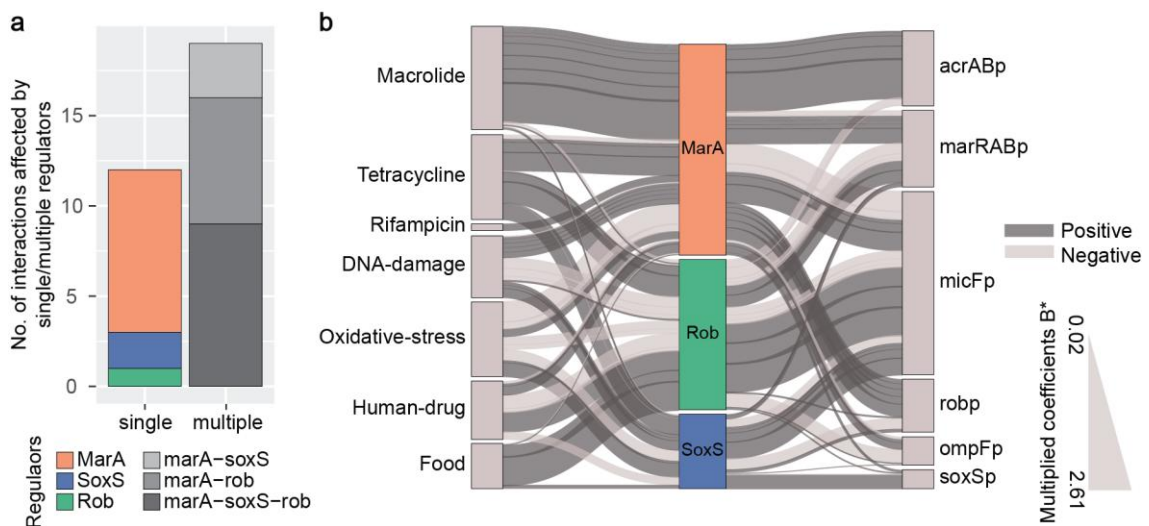 a
No. of interactions affected by
single/multiple regulators
15
10
5
0
single
multiple
Regulaors
MarA
SoxS
Rob
marA-soxS
marA-rob
marA-soxS-rob
b
Macrolide
Tetracycline
Rifampicin
DNA-damage
Oxidative-stress
Human-drug
Food
MarA
Rob
SoxS
acrABp
marRABp
micFp
robp
ompFp
soxSp
Positive
Negative
Multiplied coefficients B*
0.02
2.61